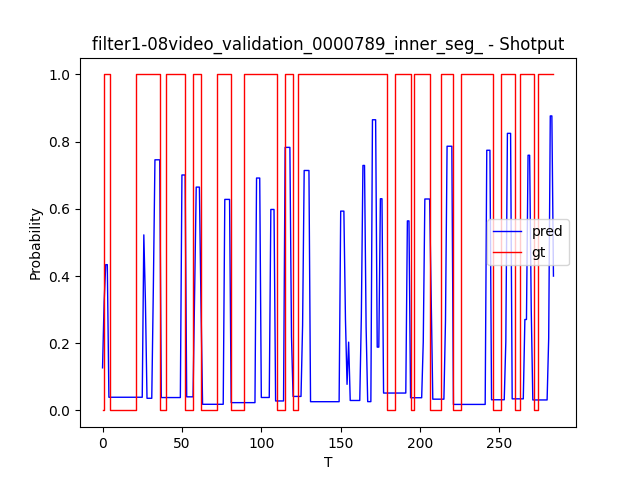 filter1-08video_validation_0000789_inner_seg_ - Shotput
1.0
0.8
0.6
0.4
0.2
0.0
Probability
pred
gt
0 50 100 150 200 250
T